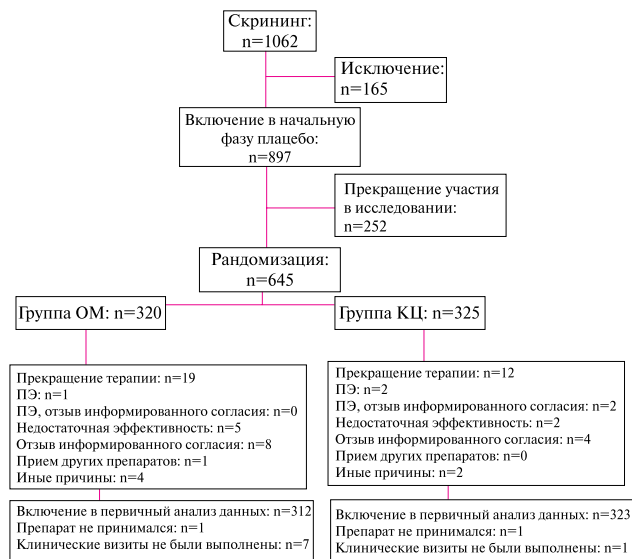 Скрининг:
n=1062
Исключение:
n=165
Включение в начальную
фазу плацебо:
n=897
Прекращение участия
в исследовании:
n=252
Рандомизация:
n=645
Группа ОМ: n=320
Группа КЦ: n=325
Прекращение терапии: n=19
ПЭ: n=1
ПЭ, отзыв информированного согласия: n=0
Недостаточная эффективность: n=5
Отзыв информированного согласия: n=8
Прием других препаратов: n=1
Иные причины: n=4
Прекращение терапии: n=12
ПЭ: n=2
ПЭ, отзыв информированного согласия: n=2
Недостаточная эффективность: n=2
Отзыв информированного согласия: n=4
Прием других препаратов: n=0
Иные причины: n=2
Включение в первичный анализ данных: n=312
Препарат не принимался: n=1
Клинические визиты не были выполнены: n=7
Включение в первичный анализ данных: n=323
Препарат не принимался: n=1
Клинические визиты не были выполнены: n=1